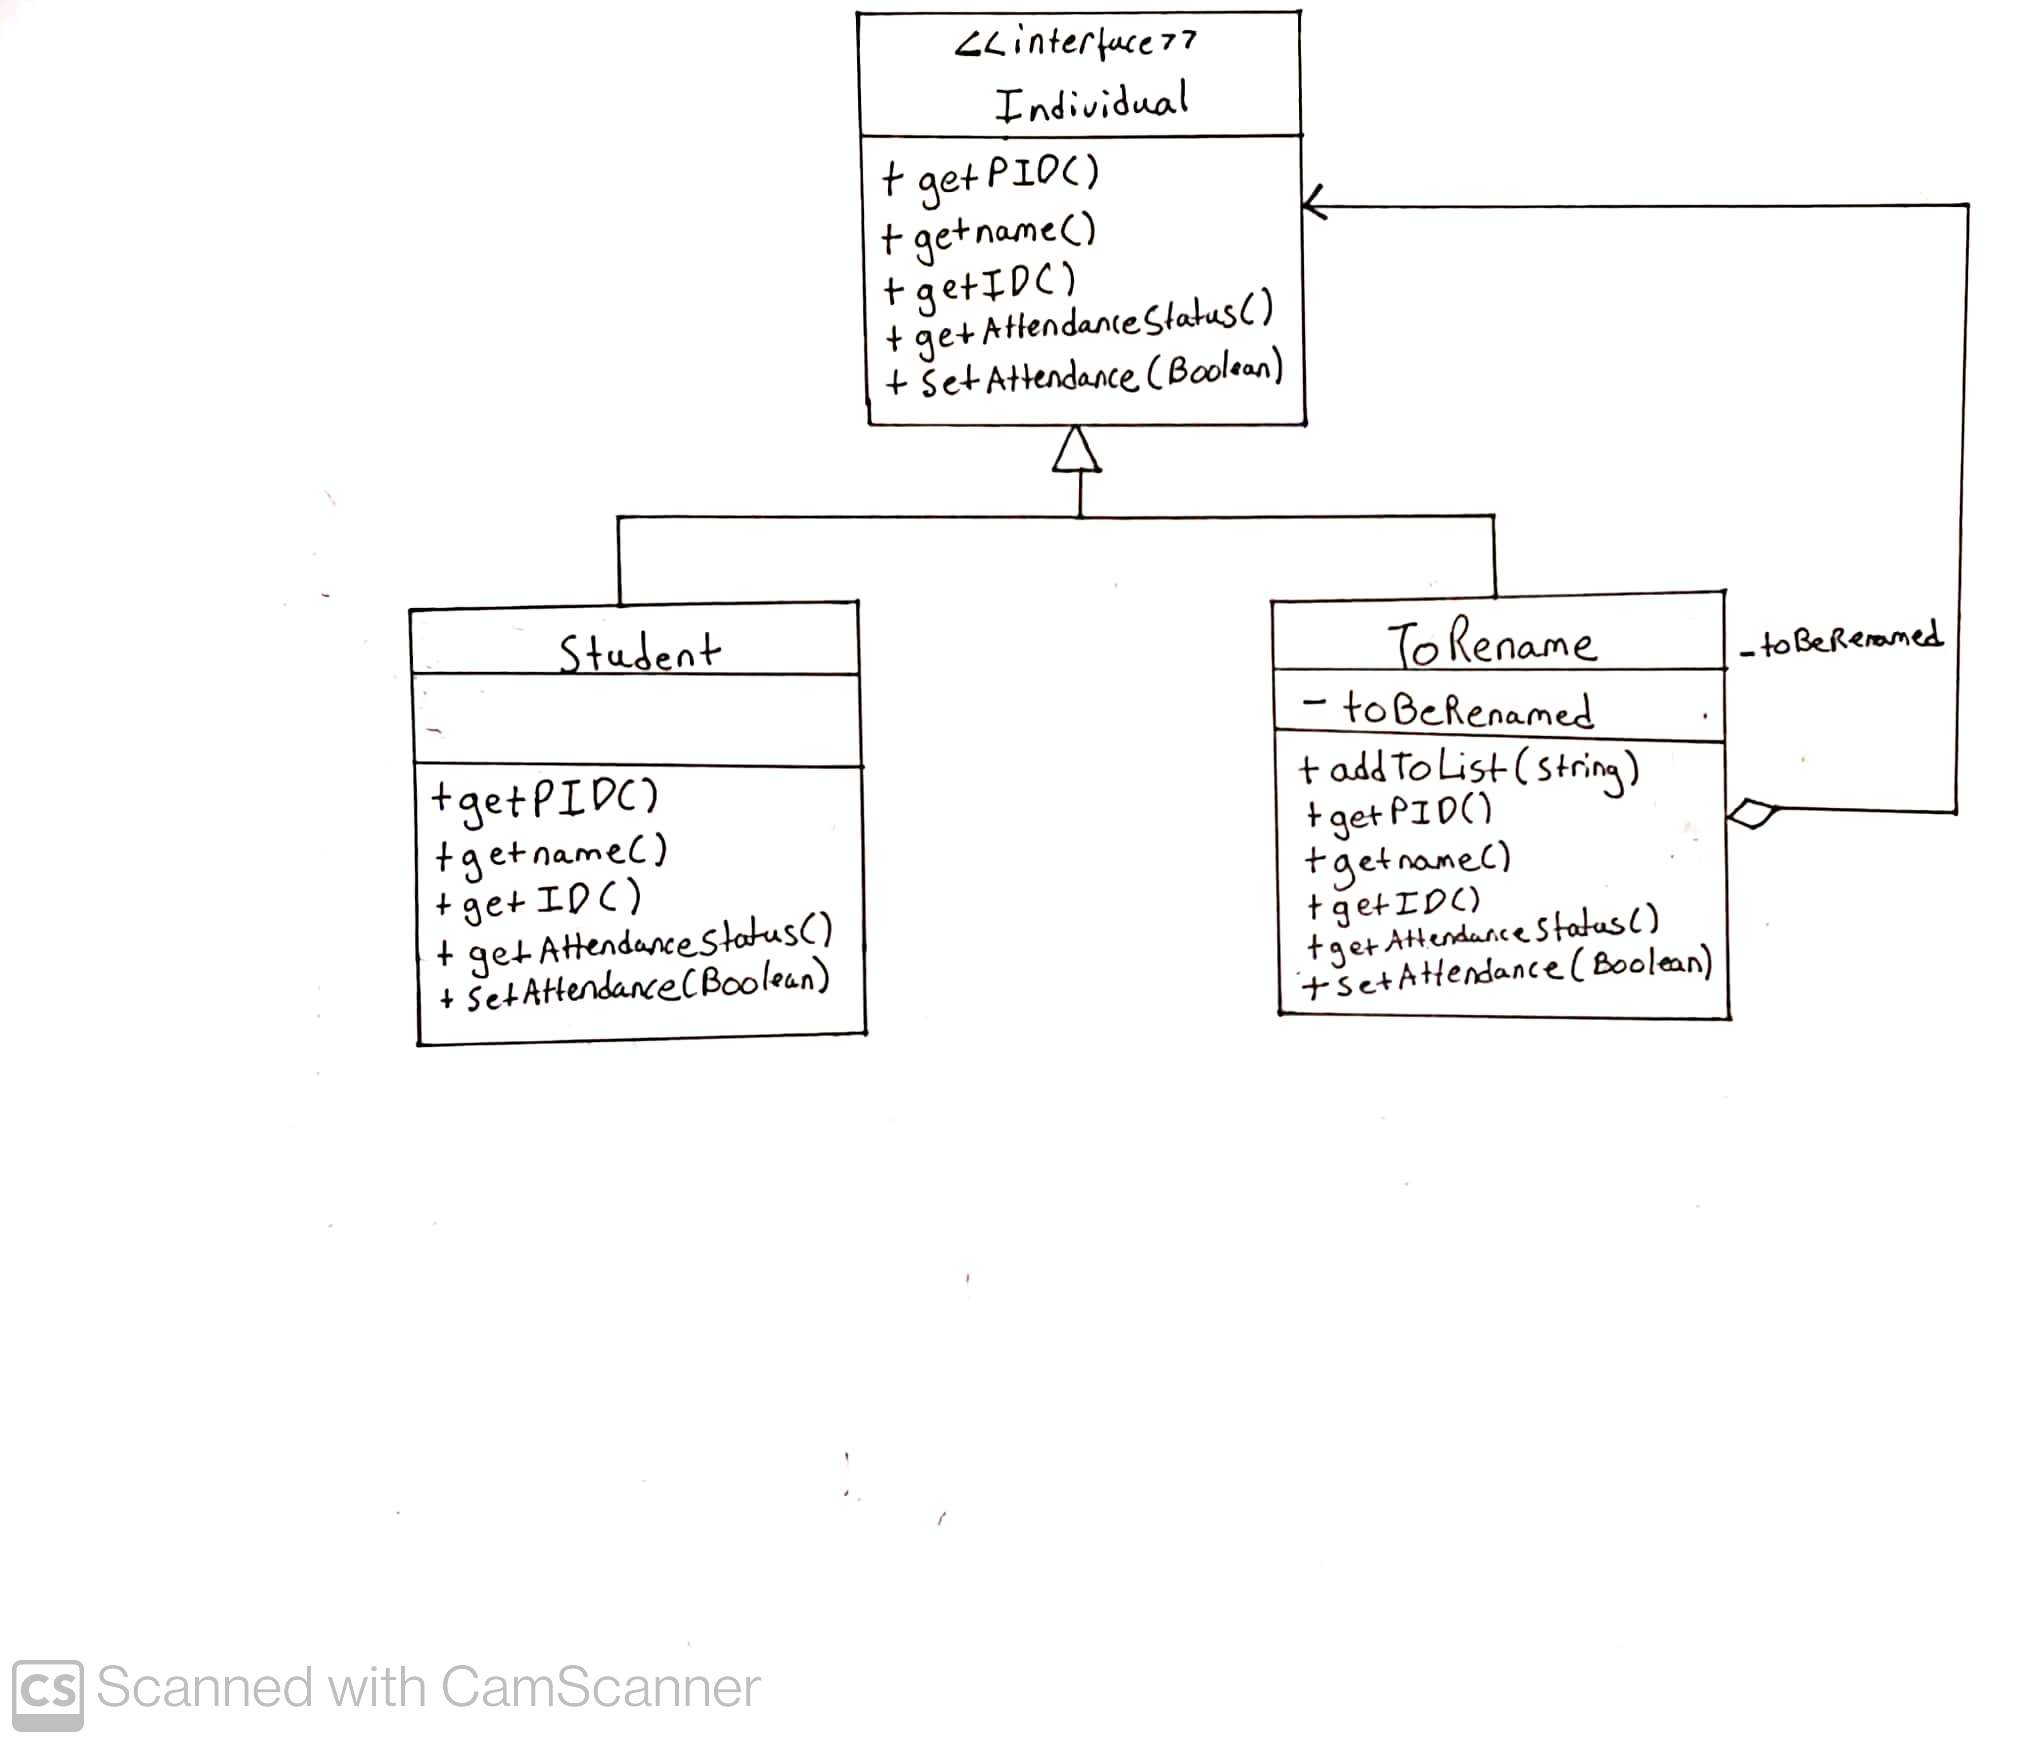 <<interface>>
Individual
+ getPID()
+ getname()
+ getID()
+ getAttendanceStatus()
+ SetAttendance(Boolean)
Student
+getPID()
+getname()
+ getID()
+ getAttendanceStatus()
+ SetAttendance(Boolean)
ToRename
- toBeRenamed
- toBeRenamed
+ addToList(string)
+ getPID()
+getname()
+ getID()
+getAttendanceStatus()
+ SetAttendance(Boolean)
CS Scanned with CamScanner